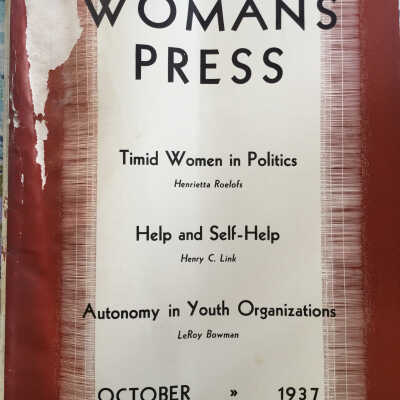 WOMANS
PRESS
Timid Women in Politics
Henrietta Roelofs
Help and Self-Help
Henry C. Link
Autonomy in Youth Organizations
LeRoy Bowman
OCTOBER » 1937